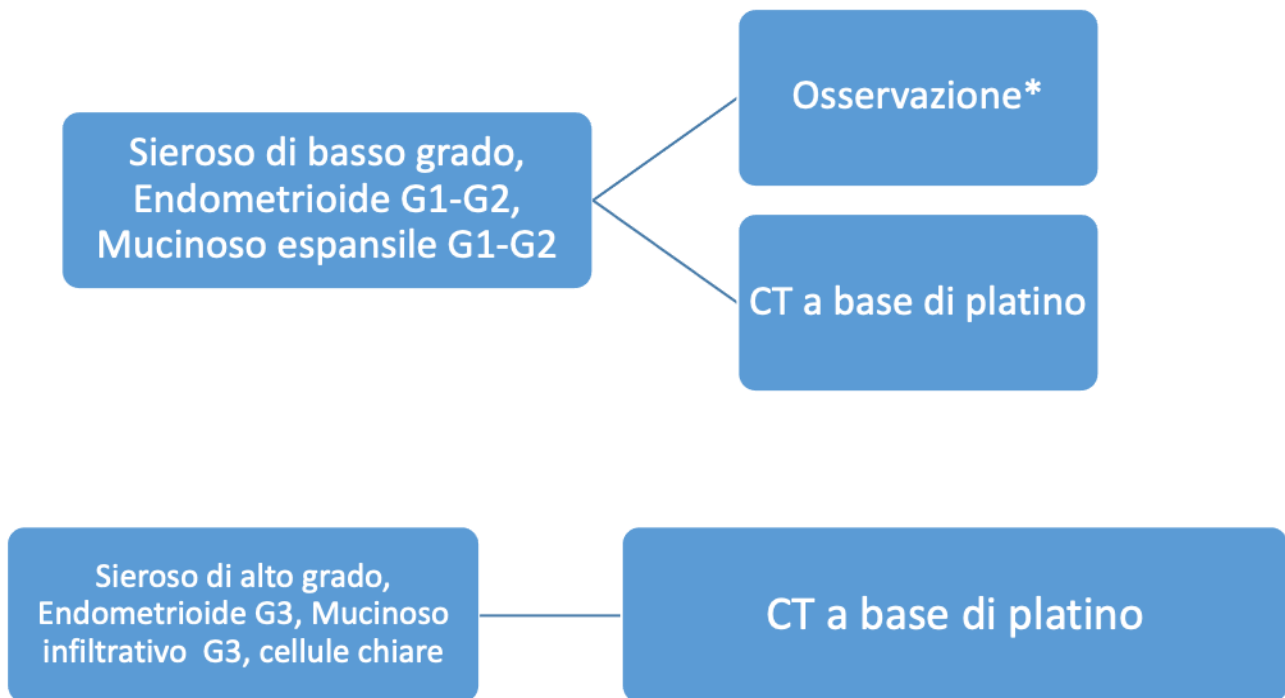 Osservazione*
Sieroso di basso grado,
Endometrioide G1-G2,
Mucinoso espansile G1-G2
CT a base di platino
Sieroso di alto grado,
Endometrioide G3, Mucinoso
infiltrativo G3, cellule chiare
CT a base di platino